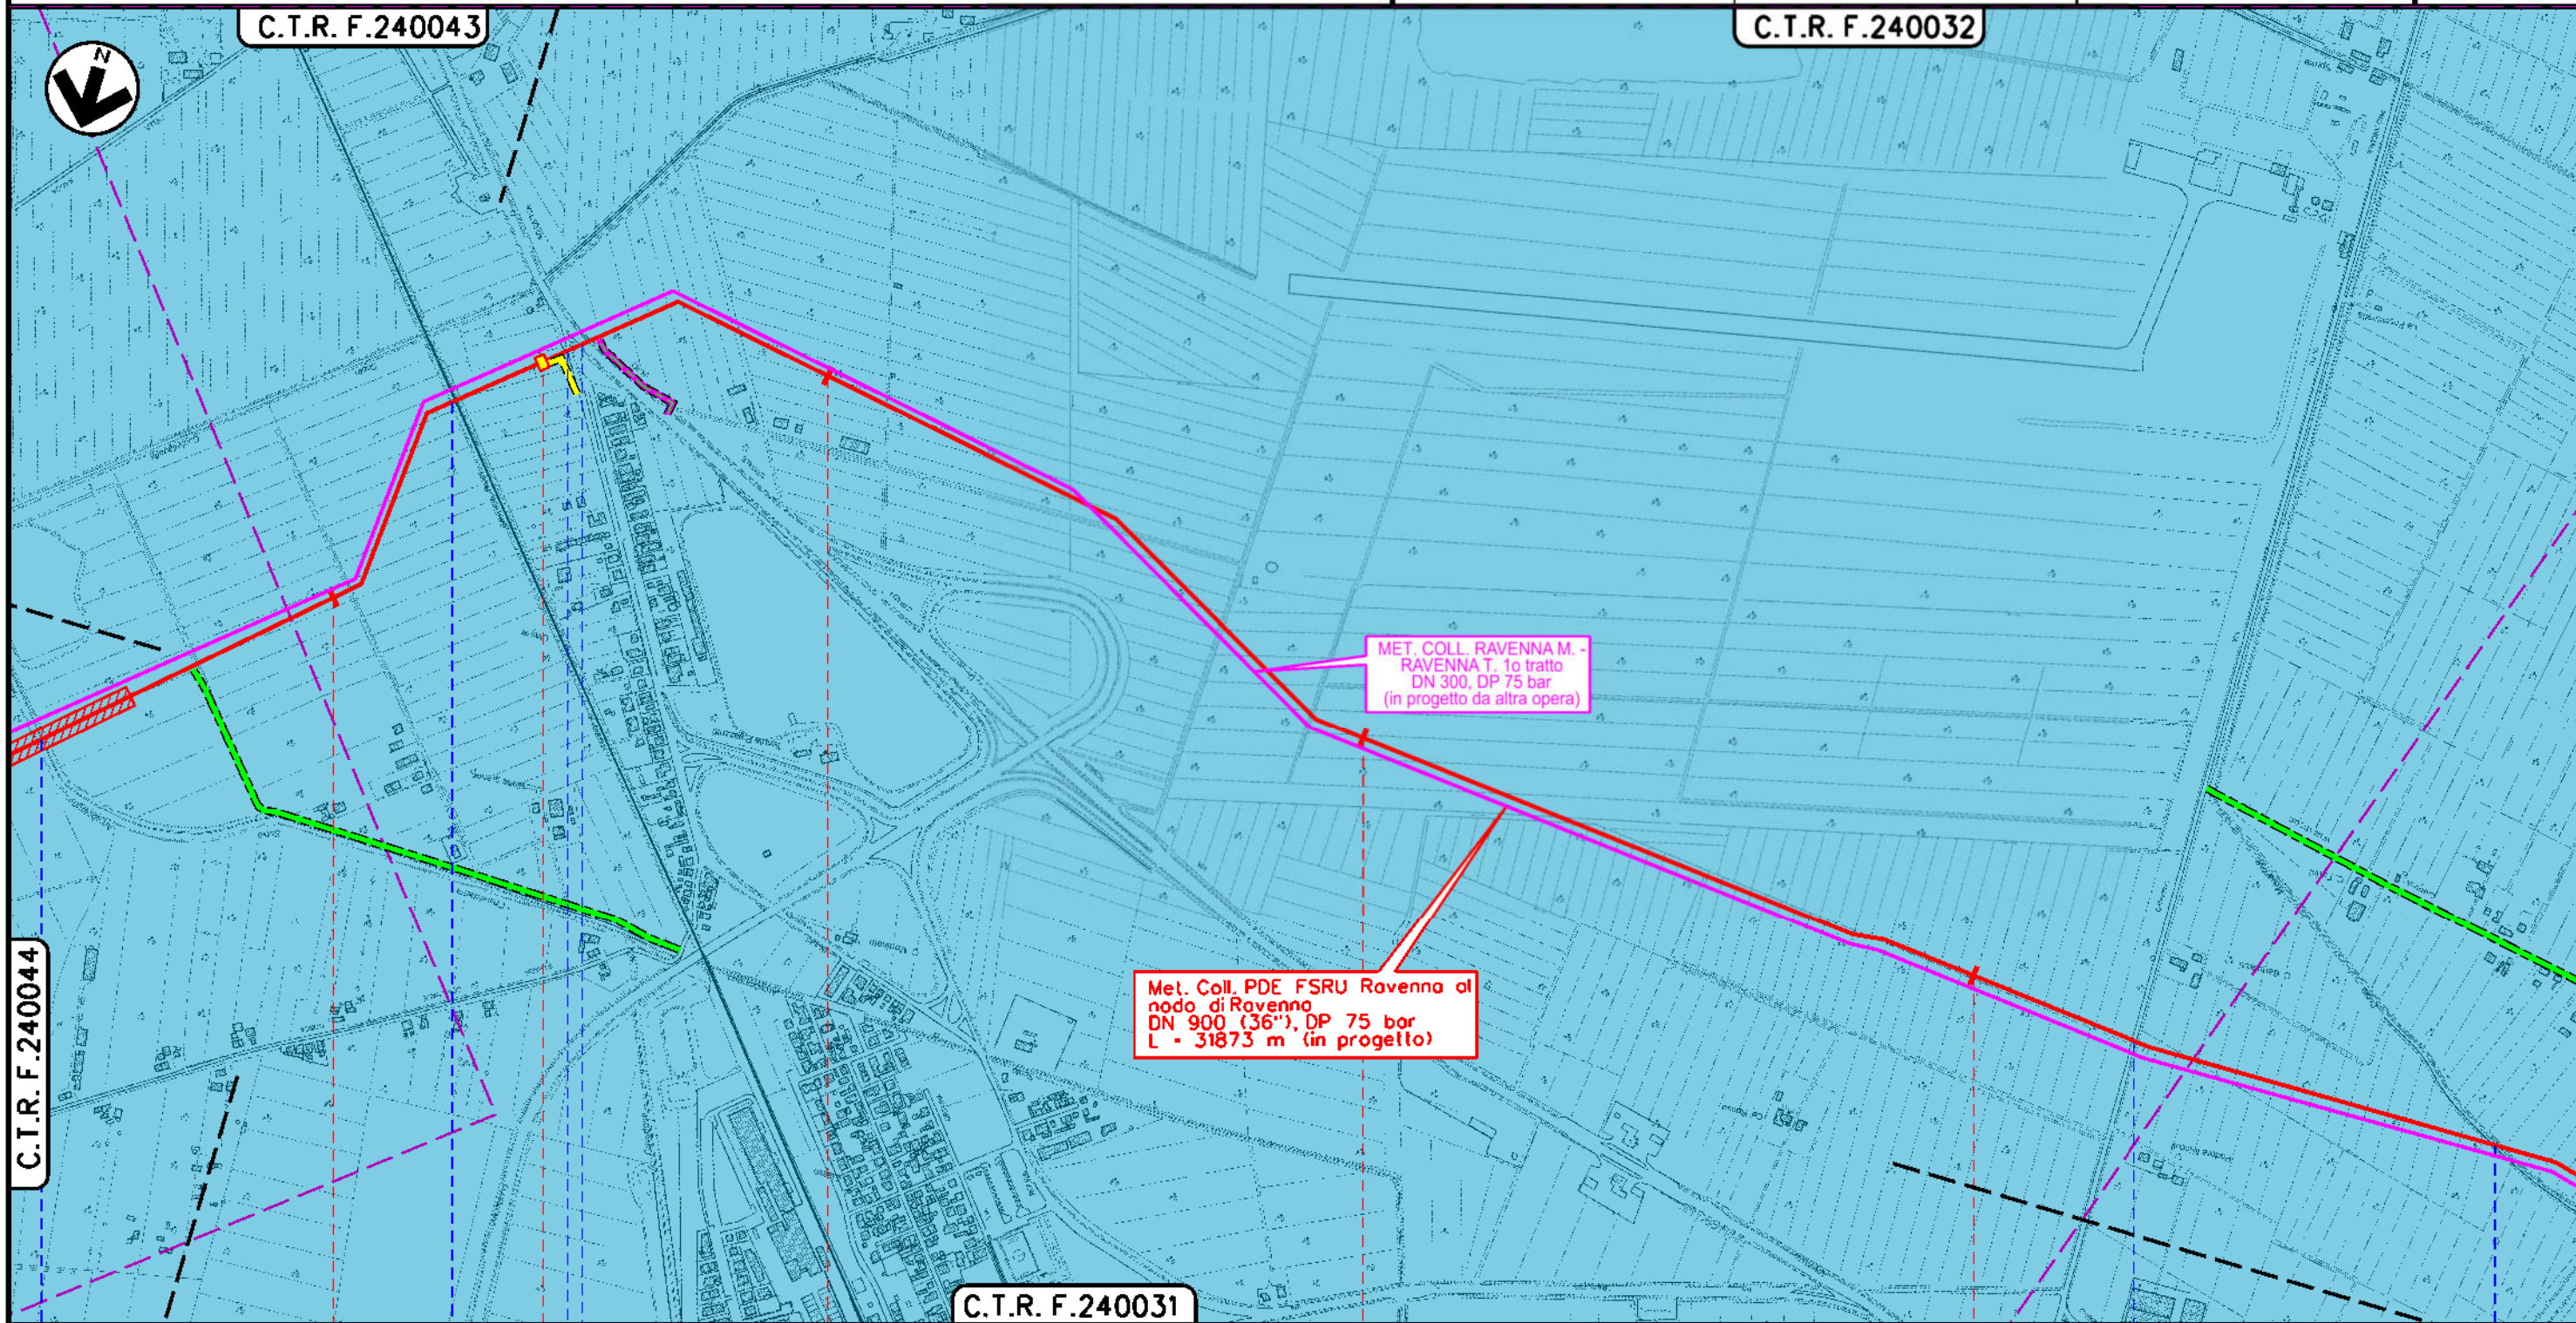 C.T.R. F.240043
C.T.R. F.240032
N
MET. COLL. RAVENNA M. -
RAVENNA T. 1o tratto
DN 300, DP 75 bar
(in progetto da altra opera)
Met. Coll. PDE FSRU Ravenna al
nodo di Ravenna
DN 900 (36"), DP 75 bar
L = 31873 m (in progetto)
C.T.R. F.240044
C.T.R. F.240031